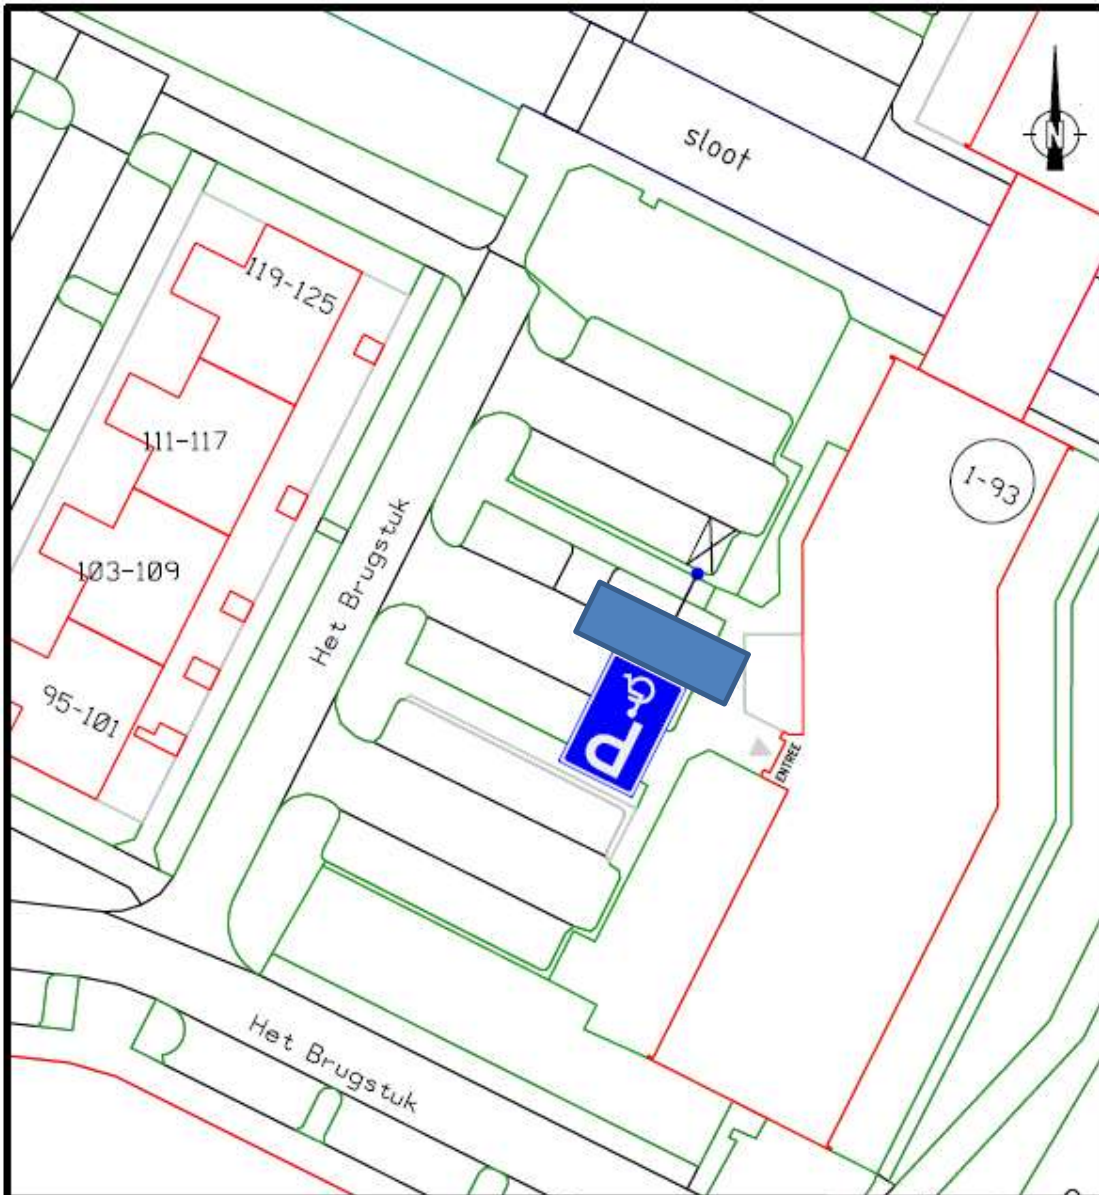 sloot
N
119-125
111-117
1-93
Het Brugstuk
103-109
95-101
P
ENTREE
Het Brugstuk